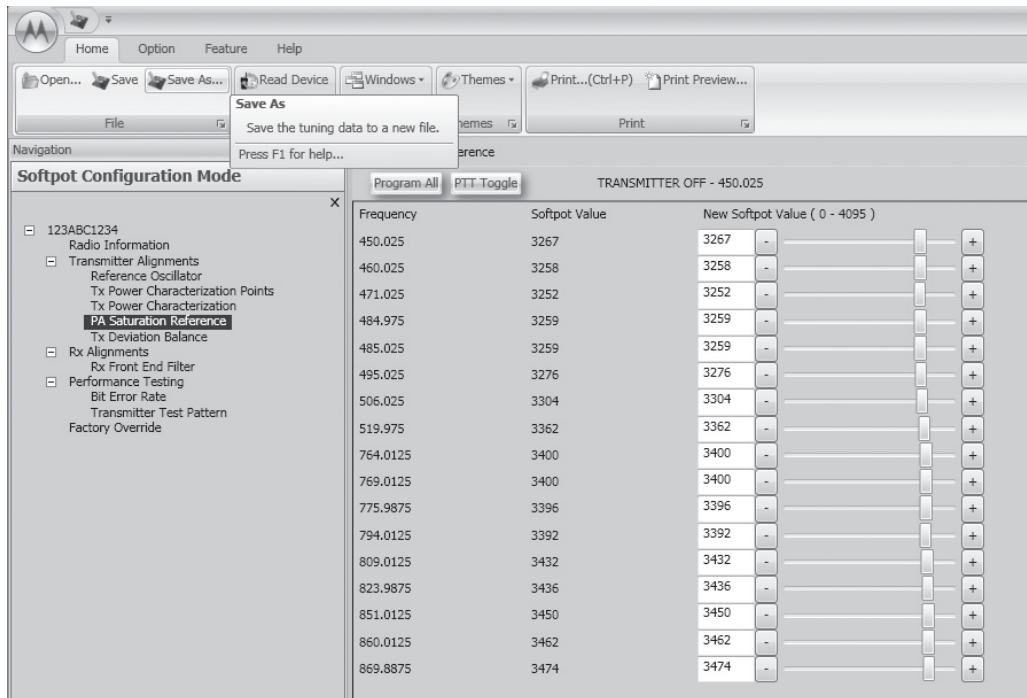 Home Option Feature Help
Open... Save Save As... Read Device Windows Themes Print...(Ctrl+P) Print Preview...
File hemes Print
Save As
Save the tuning data to a new file.
Press F1 for help...
Navigation
erence
Softpot Configuration Mode
X
123ABC1234
Radio Information
Transmitter Alignments
Reference Oscillator
Tx Power Characterization Points
Tx Power Characterization
PA Saturation Reference
Tx Deviation Balance
Rx Alignments
Rx Front End Filter
Performance Testing
Bit Error Rate
Transmitter Test Pattern
Factory Override
Program All PTT Toggle TRANSMITTER OFF - 450.025
Frequency Softpot Value New Softpot Value ( 0 - 4095 )
450.025 3267 3267 - +
460.025 3258 3258 - +
471.025 3252 3252 - +
484.975 3259 3259 - +
485.025 3259 3259 - +
495.025 3276 3276 - +
506.025 3304 3304 - +
519.975 3362 3362 - +
764.0125 3400 3400 - +
769.0125 3400 3400 - +
775.9875 3396 3396 - +
794.0125 3392 3392 - +
809.0125 3432 3432 - +
823.9875 3436 3436 - +
851.0125 3450 3450 - +
860.0125 3462 3462 - +
869.8875 3474 3474 - +